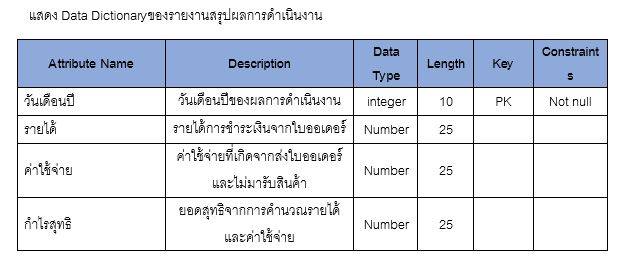 แสดง Data Dictionaryของรายงานสรุปผลการดำเนินงาน
Attribute Name Description Data Type Length Key Constraints
วันเดือนปี วันเดือนปีของผลการดำเนินงาน integer 10 PK Not null
รายได้ รายได้การชำระเงินจากใบออเดอร์ Number 25
ค่าใช้จ่าย ค่าใช้จ่ายที่เกิดจากส่งใบออเดอร์ และไม่มารับสินค้า Number 25
กำไรสุทธิ ยอดสุทธิจากการคำนวณรายได้ และค่าใช้จ่าย Number 25